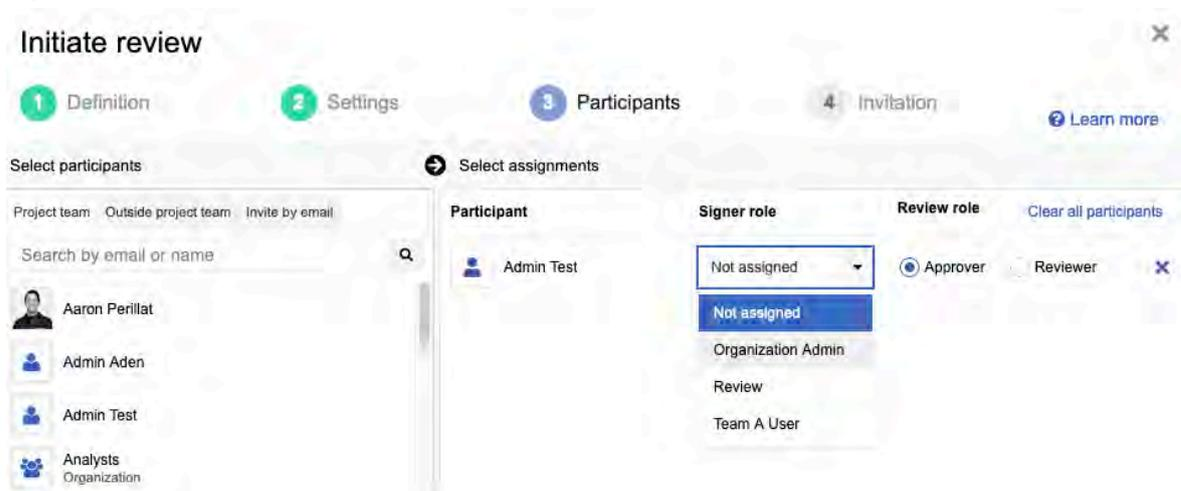 Initiate review
1 Definition
2 Settings
3 Participants
4 Invitation
Learn more
Select participants
Select assignments
Project team Outside project team Invite by email
Search by email or name
Aaron Perillat
Admin Aden
Admin Test
Analysts
Organization
Participant Signer role Review role Clear all participants
Admin Test Not assigned Approver Reviewer
Not assigned
Organization Admin
Review
Team A User